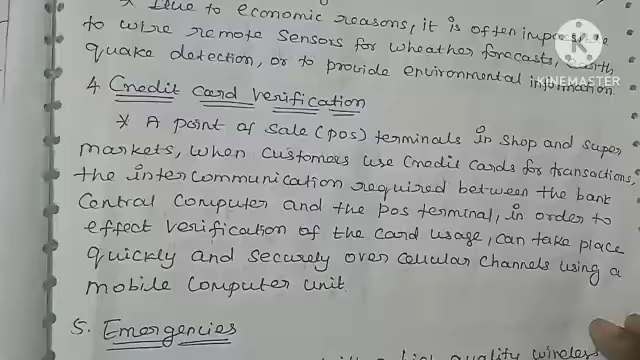 * Due to economic reasons, it is often
to wire remote sensors for wheather forecasts, earth
quake detection, or to provide environmental information.
KINEMASTER
4 Credit Card Verification
* A point of Sale (pos) terminals in shop and super
markets, when customers use credit cards for transactions,
the intercommunication required between the bank
Central Computer and the pos terminal, in order to
effect verification of the card usage, can take place
quickly and securely over cellular channels using a
mobile computer unit.
5. Emergencies
quality wireless